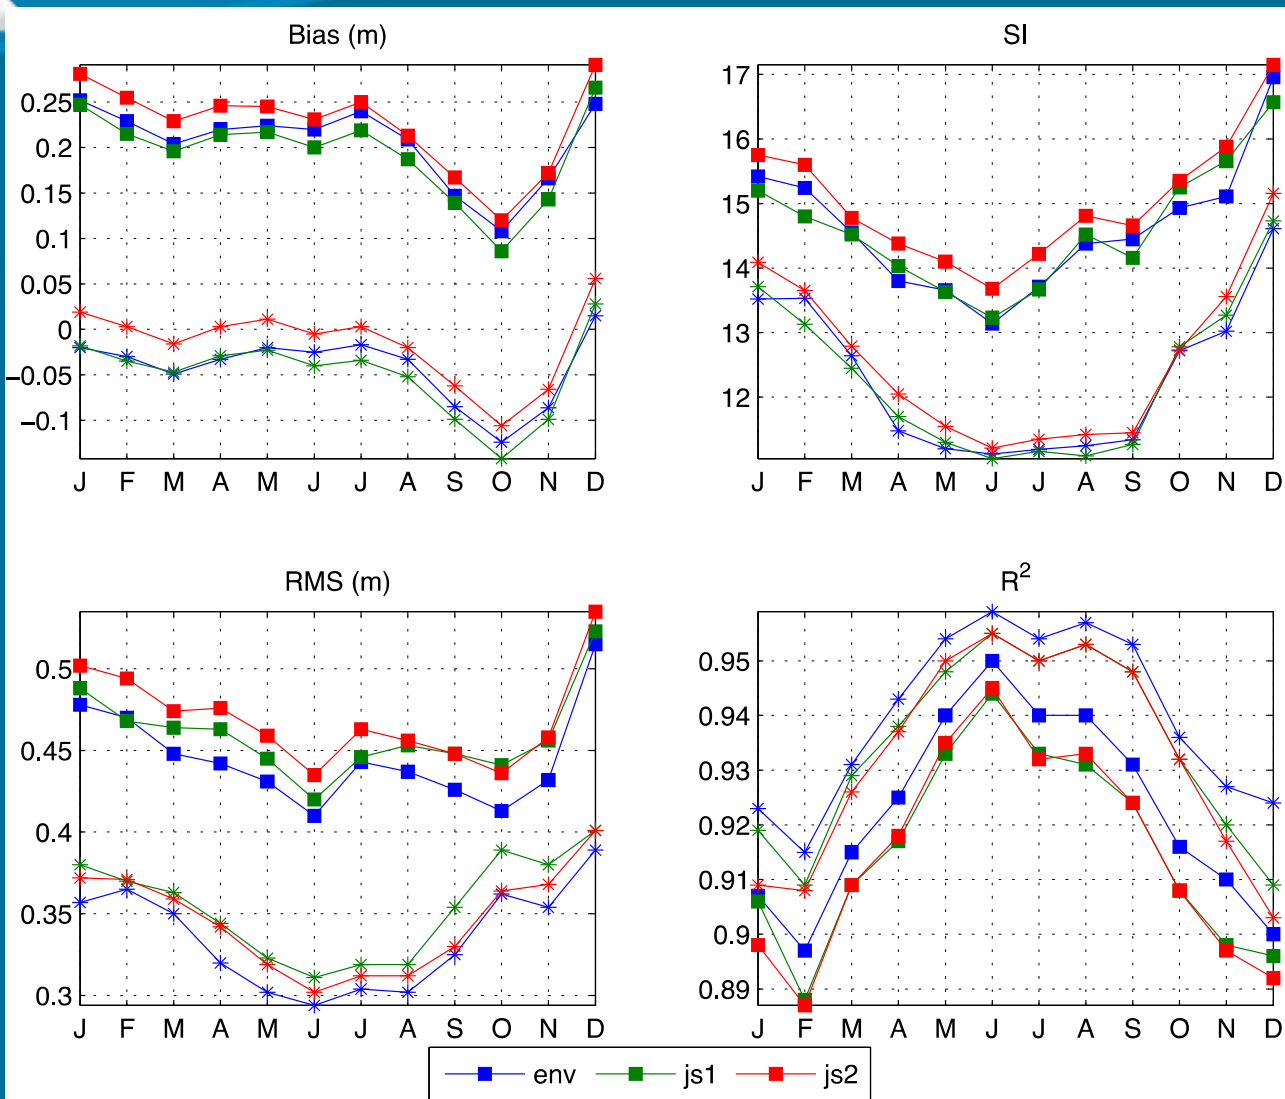 Bias (m)
0.25
0.2
0.15
0.1
0.05
0
−0.05
−0.1
J F M A M J J A S O N D
SI
17
16
15
14
13
12
J F M A M J J A S O N D
RMS (m)
0.5
0.45
0.4
0.35
0.3
J F M A M J J A S O N D
R²
0.95
0.94
0.93
0.92
0.91
0.9
0.89
J F M A M J J A S O N D
env js1 js2